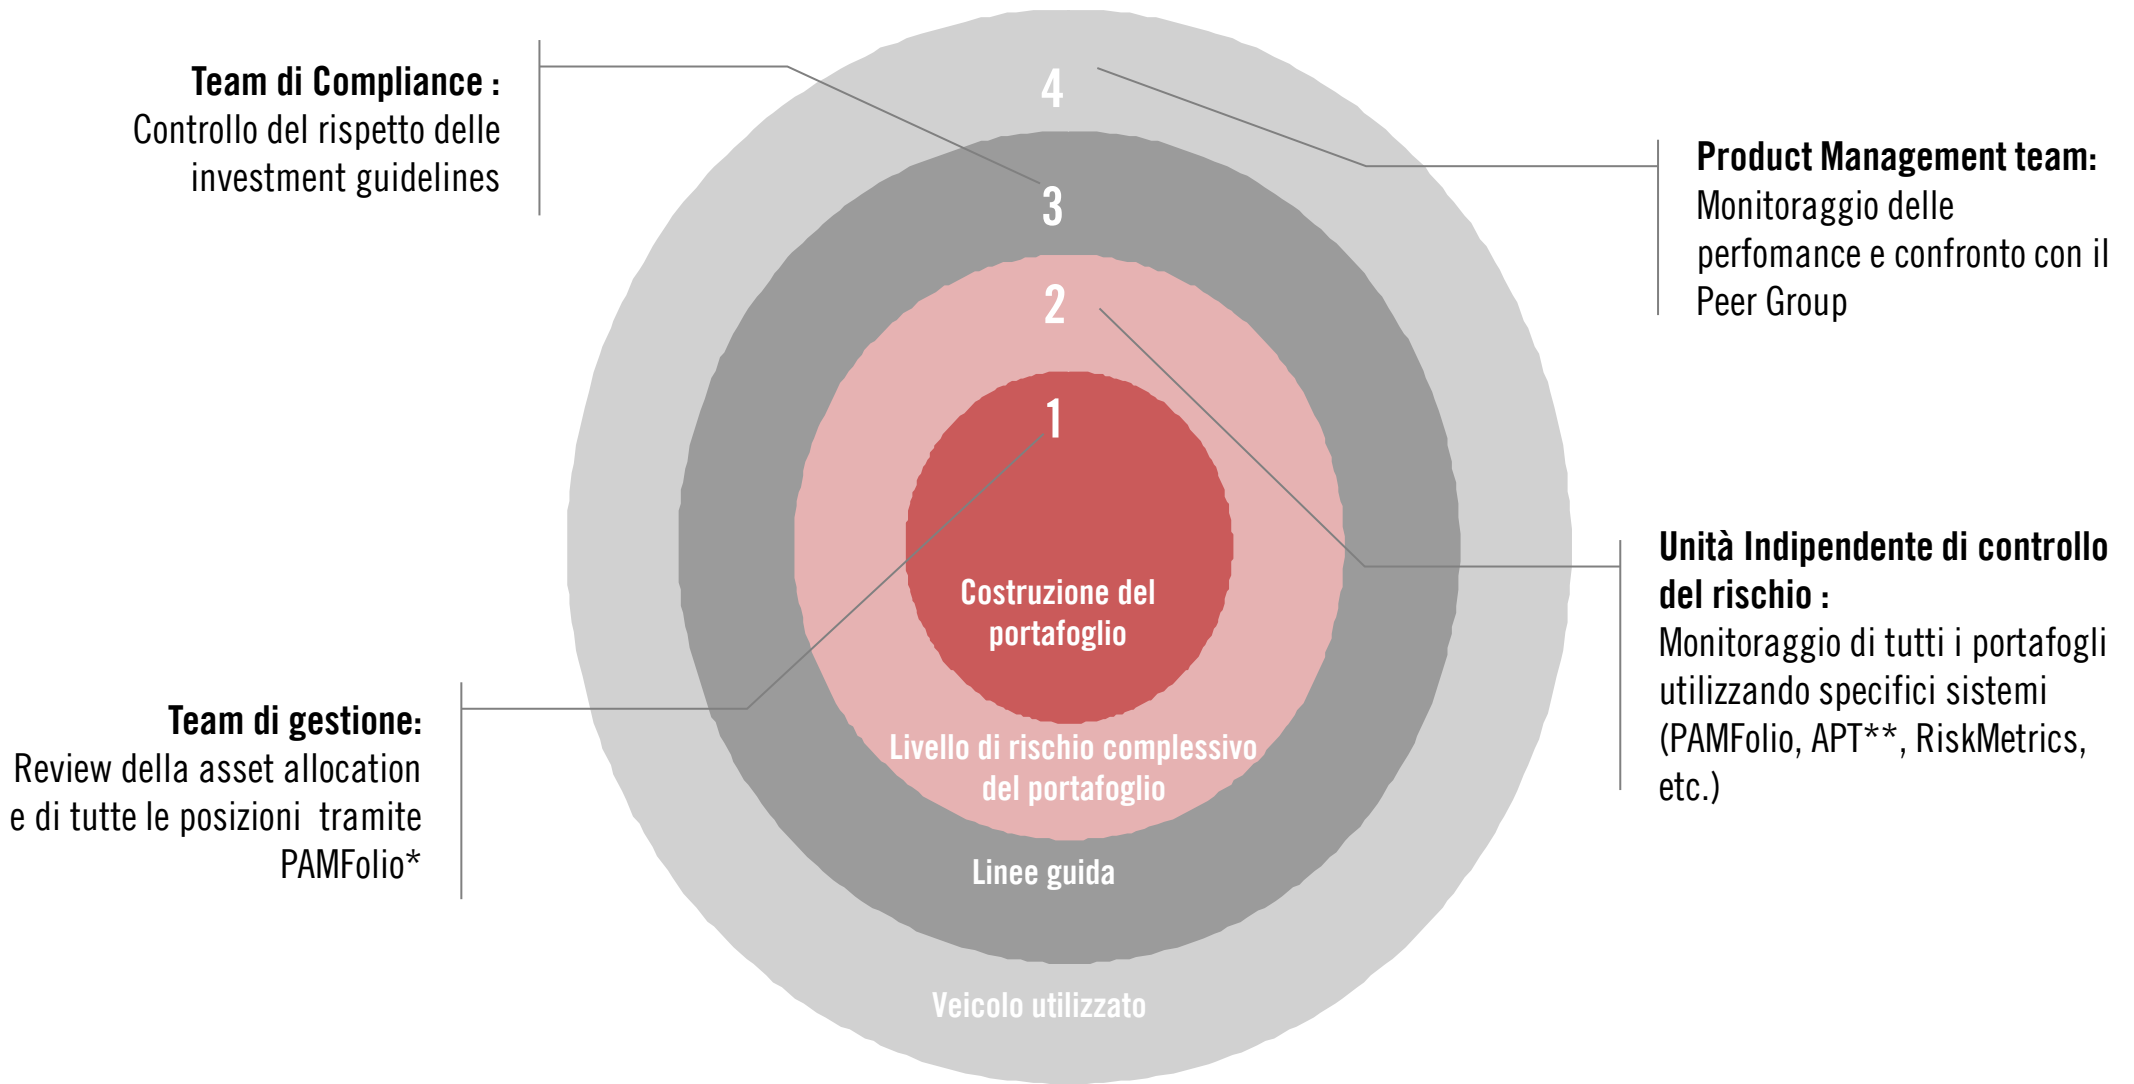 Team di Compliance :
Controllo del rispetto delle
investment guidelines
4
3
2
1
Product Management team:
Monitoraggio delle
perfomance e confronto con il
Peer Group
Costruzione del
portafoglio
Livello di rischio complessivo
del portafoglio
Linee guida
Veicolo utilizzato
Unità Indipendente di controllo
del rischio :
Monitoraggio di tutti i portafogli
utilizzando specifici sistemi
(PAMFolio, APT**, RiskMetrics,
etc.)
Team di gestione:
Review della asset allocation
e di tutte le posizioni tramite
PAMFolio*